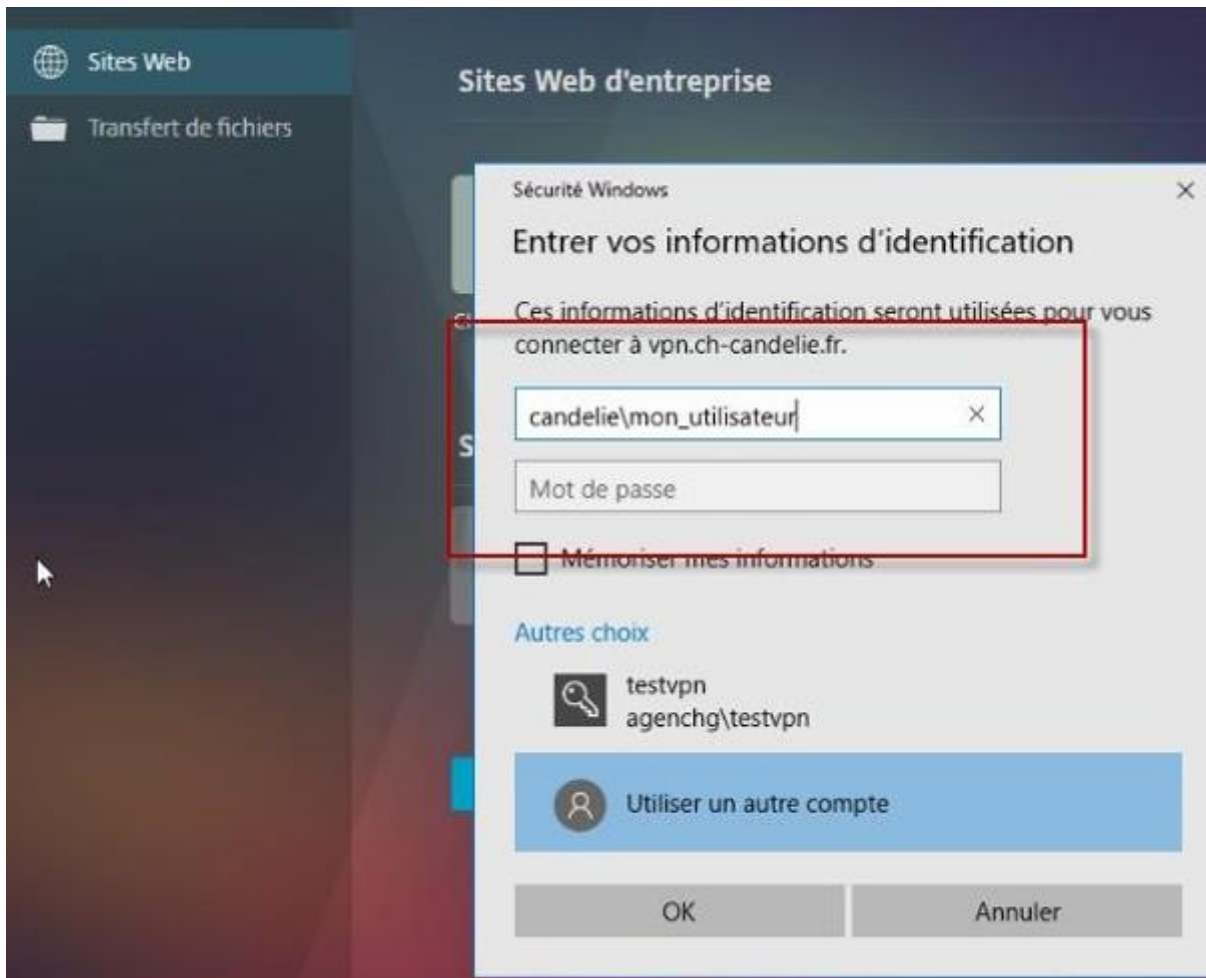 Sites Web
Transfert de fichiers
Sites Web d'entreprise
Sécurité Windows
Entrer vos informations d'identification
Ces informations d'identification seront utilisées pour vous
connecter à vpn.ch-candelie.fr.
candelie\mon_utilisateur
Mot de passe
Mémoriser mes informations
Autres choix
testvpn
agenchg\testvpn
Utiliser un autre compte
OK
Annuler